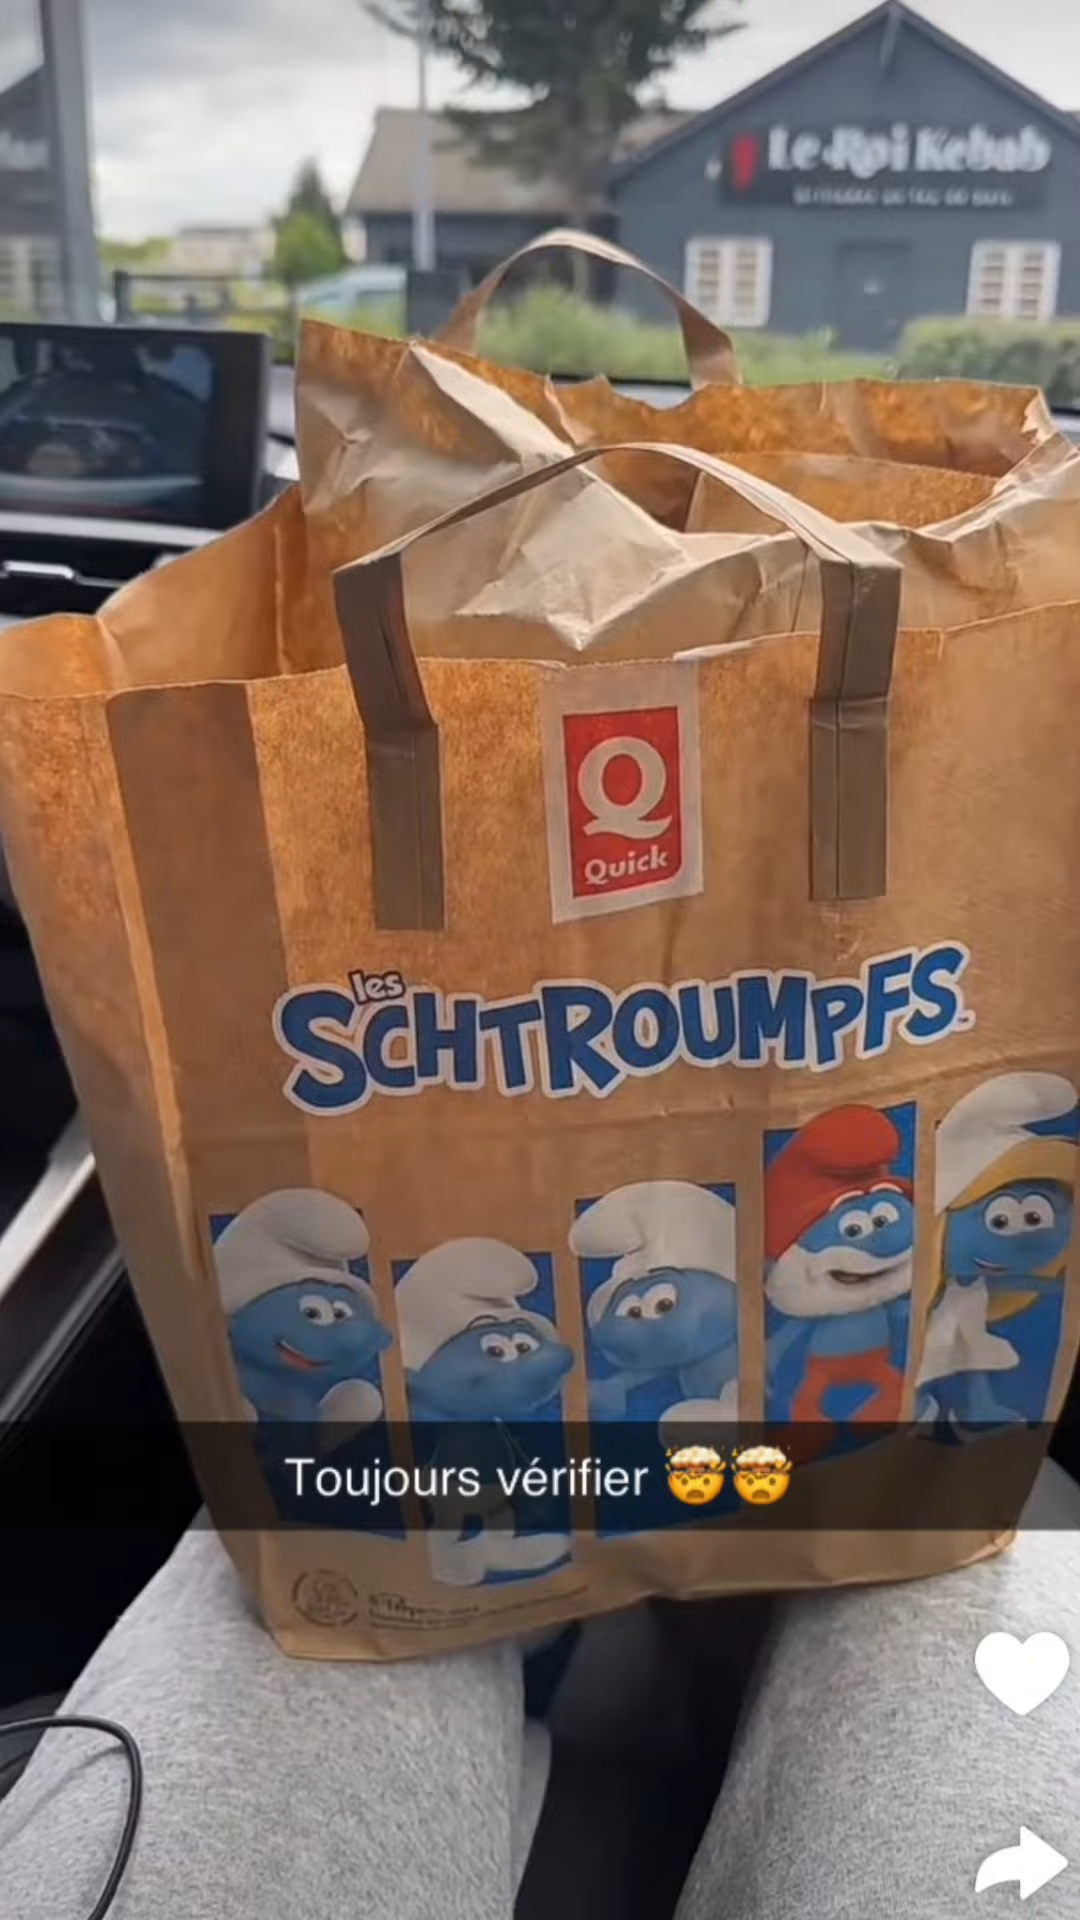 Le Roi Kebab
Q
Quick
les
SCHTROUMPFS
Toujours vérifier 🤯🤯